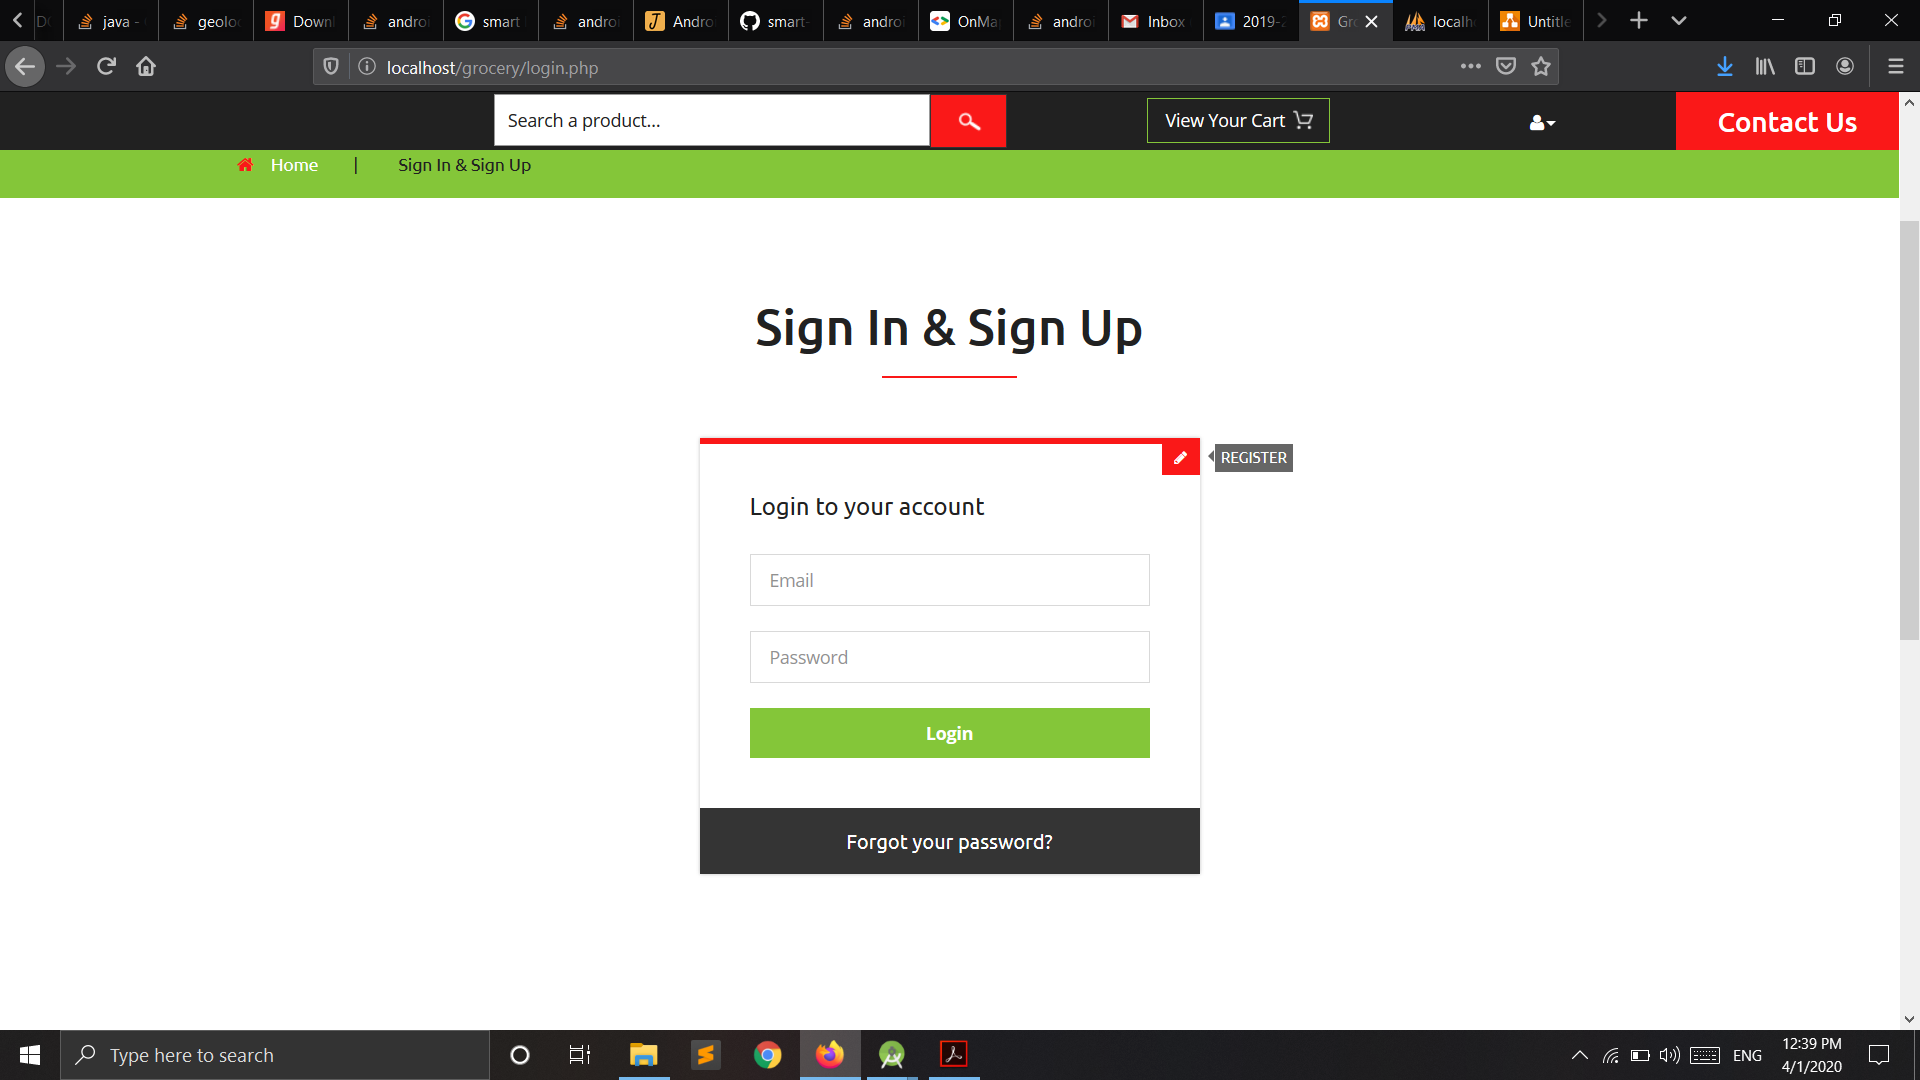 java -
geoloc
Downl
androi
smart
androi
Andro
smart-
androi
OnMa
androi
Inbox
2019-2
Gro
localh
Untitle
localhost/grocery/login.php
Search a product...
View Your Cart
Contact Us
Home | Sign In & Sign Up
Sign In & Sign Up
REGISTER
Login to your account
Email
Password
Login
Forgot your password?
Type here to search
ENG
12:39 PM
4/1/2020